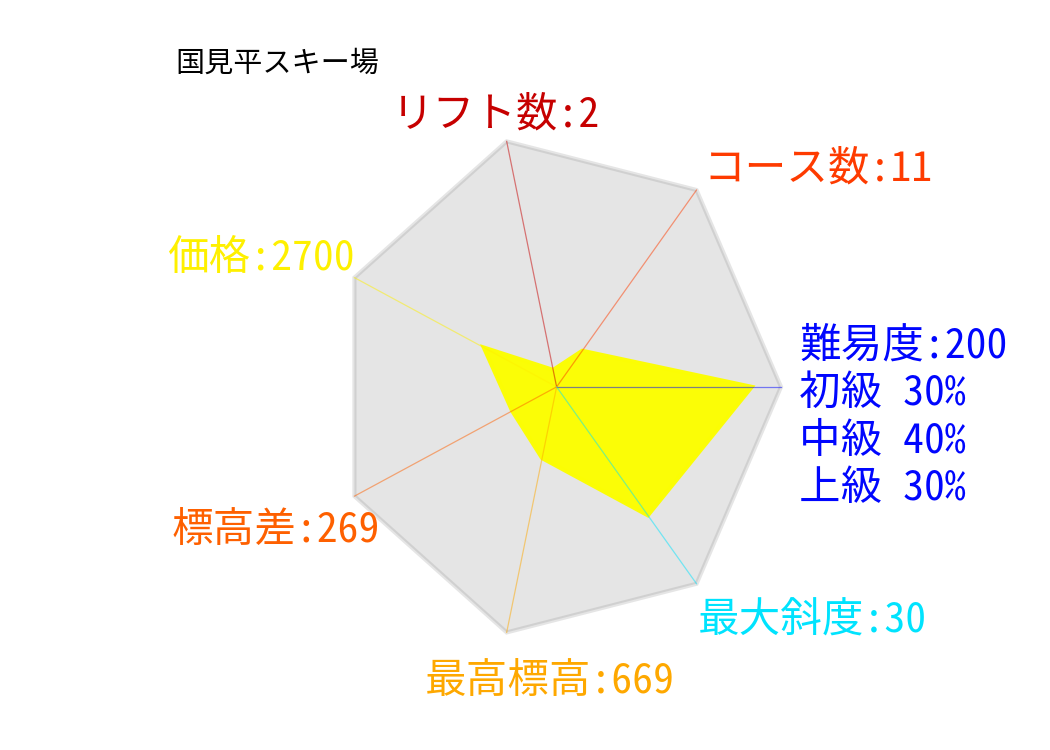 国見平スキー場
リフト数:2
コース数:11
価格:2700
難易度:200
初級 30%
中級 40%
上級 30%
標高差:269
最大斜度:30
最高標高:669